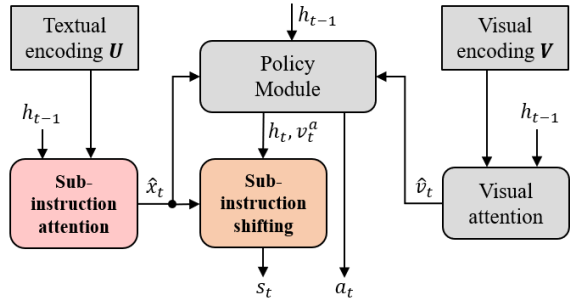 Textual
encoding U
h_{t-1}
Policy
Module
Visual
encoding V
h_{t-1}
h_{t-1}
h_t, v_t^a
Sub-
instruction
attention
x̂_t
Sub-
instruction
shifting
v̂_t
Visual
attention
s_t
a_t